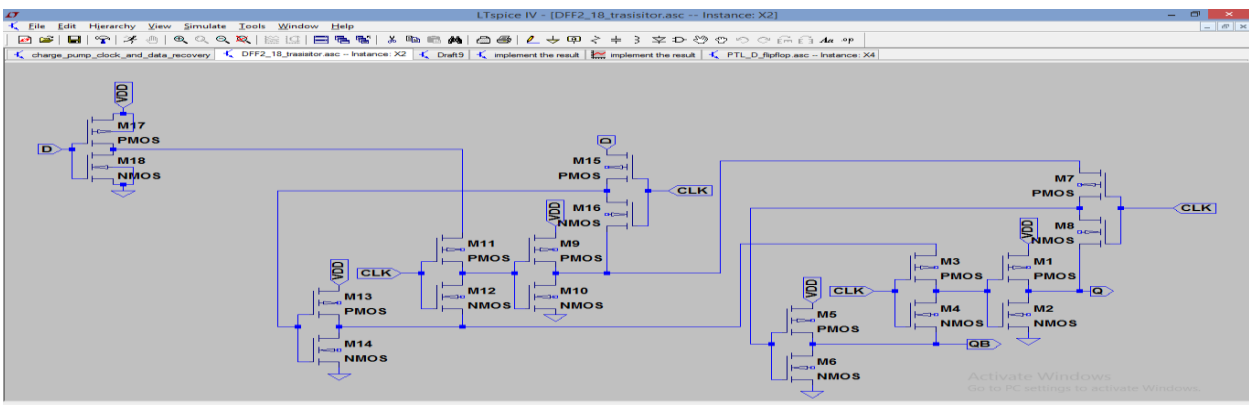 LTspice IV - [DFF2_18_trasisitor.asc -- Instance: X2]
File Edit Hierarchy View Simulate Tools Window Help
charge_pump_clock_and_data_recovery DFF2_18_trasisitor.asc -- Instance: X2 Draft9 implement the result implement the result PTL_D_flipflop.asc -- Instance: X4
VDD
M17
PMOS
D
M18
NMOS
D
M15
PMOS
CLK
M16
NMOS
VDD
M7
PMOS
CLK
M8
NMOS
VDD
M11
PMOS
M9
PMOS
CLK
M12
NMOS
M10
NMOS
VDD
M13
PMOS
M14
NMOS
M3
PMOS
M1
PMOS
CLK
Q
M4
NMOS
M2
NMOS
VDD
M5
PMOS
QB
M6
NMOS
Activate Windows
Go to PC settings to activate Windows.